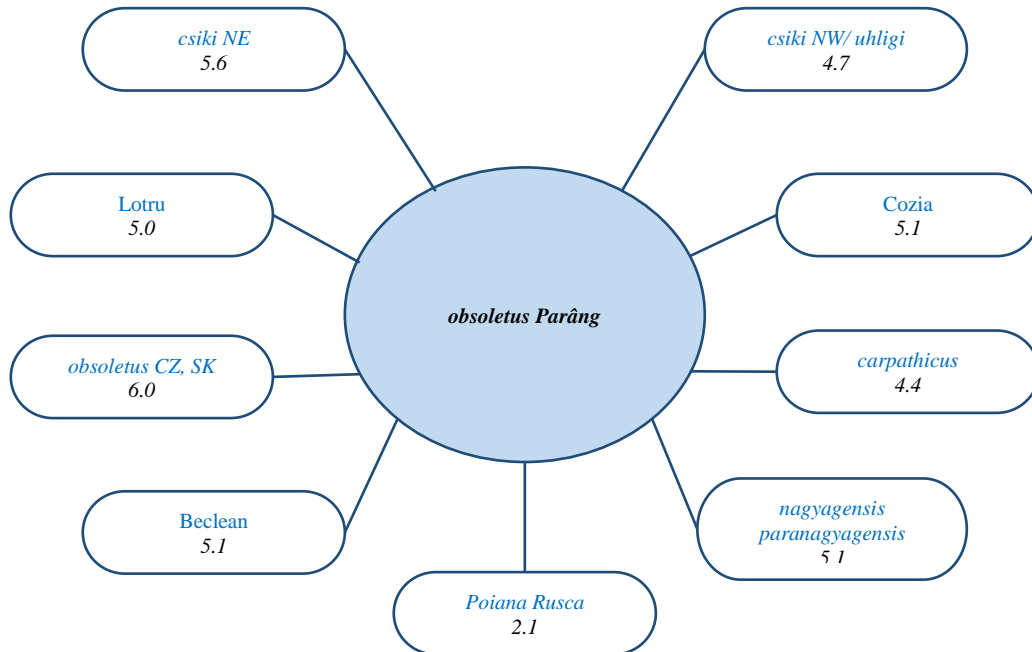 csiki NE
5.6
csiki NW/ uhligi
4.7
Lotru
5.0
Cozia
5.1
obsoletus Parâng
obsoletus CZ, SK
6.0
carpathicus
4.4
Beclean
5.1
nagyagensis
paranagyagensis
5.1
Poiana Rusca
2.1